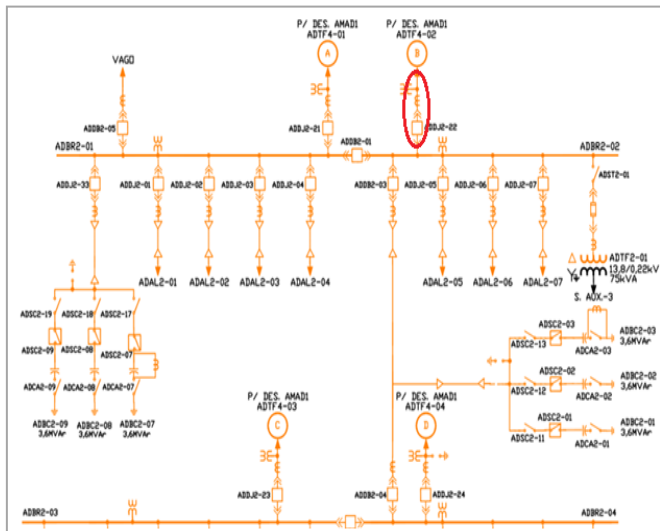 P/ DES. AMAD1
ADTF4-01
P/ DES. AMAD1
ADTF4-02
A
B
VAGO
ADDB2-05
ADDJ2-21
ADDB2-01
ADDJ2-22
ADBR2-01
ADBR2-02
ADDJ2-33
ADDJ2-01
ADDJ2-02
ADDJ2-03
ADDJ2-04
ADDB2-03
ADDJ2-05
ADDJ2-06
ADDJ2-07
ADST2-01
ADTF2-01
13,8/0,22kV
75kVA
S. AUX.-3
ADAL2-01
ADAL2-02
ADAL2-03
ADAL2-04
ADAL2-05
ADAL2-06
ADAL2-07
ADSC2-19
ADSC2-18
ADSC2-17
ADSC2-09
ADSC2-08
ADSC2-07
ADCA2-09
ADCA2-08
ADCA2-07
ADBC2-09
3,6MVAr
ADBC2-08
3,6MVAr
ADBC2-07
3,6MVAr
ADSC2-03
ADSC2-13
ADCA2-03
ADBC2-03
3,6MVAr
ADSC2-02
ADSC2-12
ADCA2-02
ADBC2-02
3,6MVAr
ADSC2-01
ADSC2-11
ADCA2-01
ADBC2-01
3,6MVAr
P/ DES. AMAD1
ADTF4-03
P/ DES. AMAD1
ADTF4-04
C
D
ADDJ2-23
ADDB2-04
ADDJ2-24
ADBR2-03
ADBR2-04